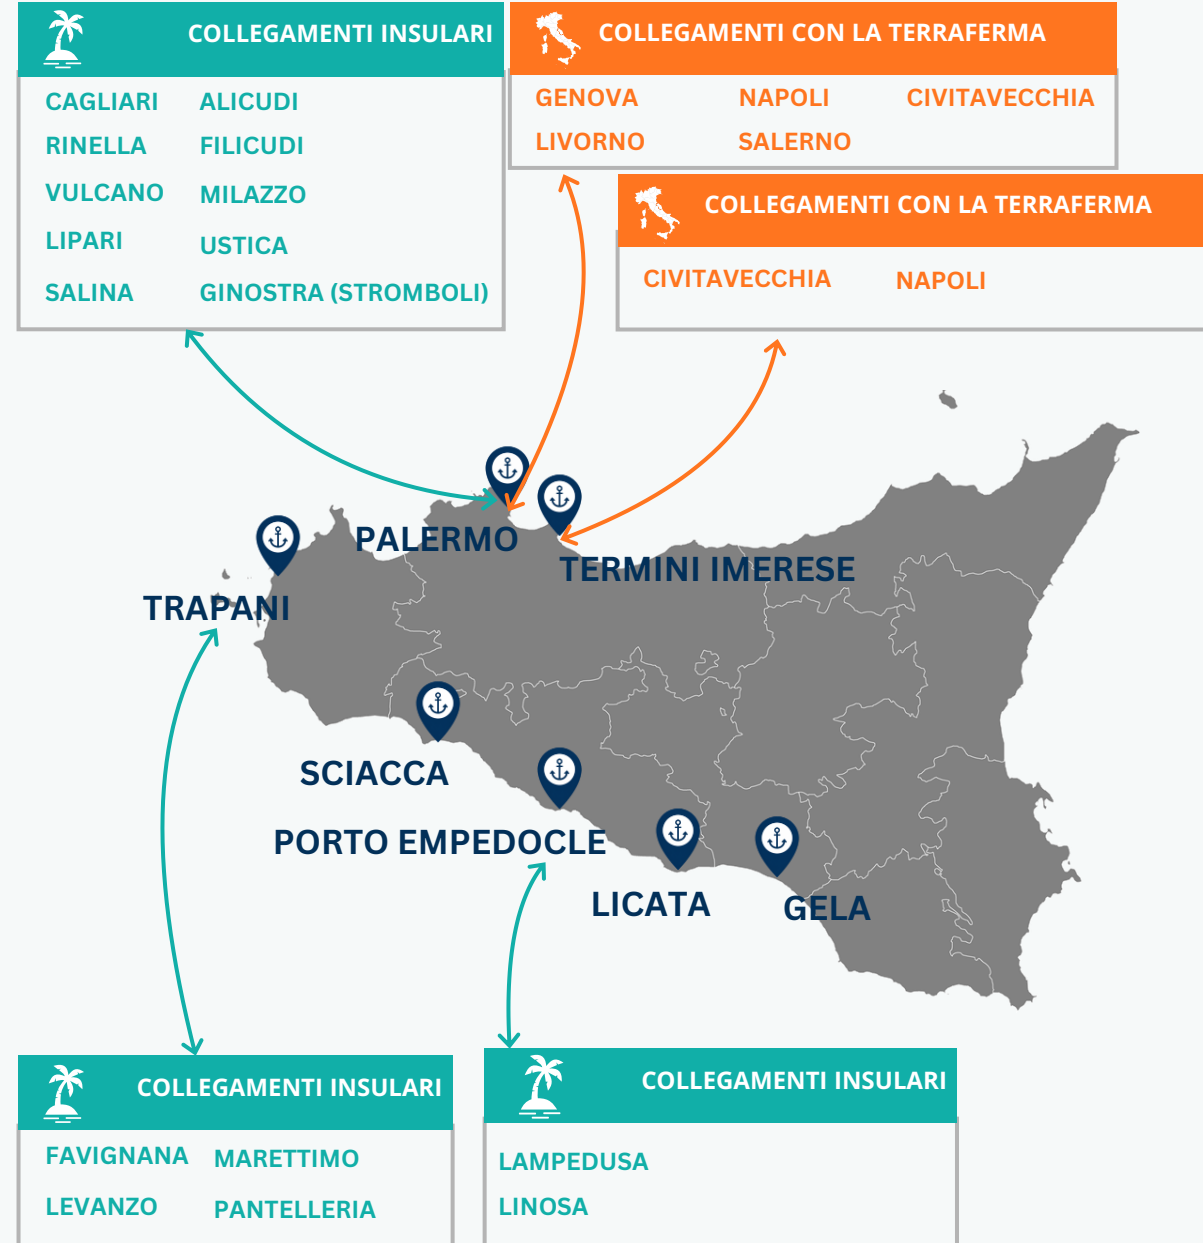 COLLEGAMENTI INSULARI
CAGLIARI ALICUDI
RINELLA FILICUDI
VULCANO MILAZZO
LIPARI USTICA
SALINA GINOSTRA (STROMBOLI)
COLLEGAMENTI CON LA TERRAFERMA
GENOVA NAPOLI CIVITAVECCHIA
LIVORNO SALERNO
COLLEGAMENTI CON LA TERRAFERMA
CIVITAVECCHIA NAPOLI
PALERMO
TERMINI IMERESE
TRAPANI
SCIACCA
PORTO EMPEDOCLE
LICATA
GELA
COLLEGAMENTI INSULARI
FAVIGNANA MARETTIMO
LEVANZO PANTELLERIA
COLLEGAMENTI INSULARI
LAMPEDUSA
LINOSA